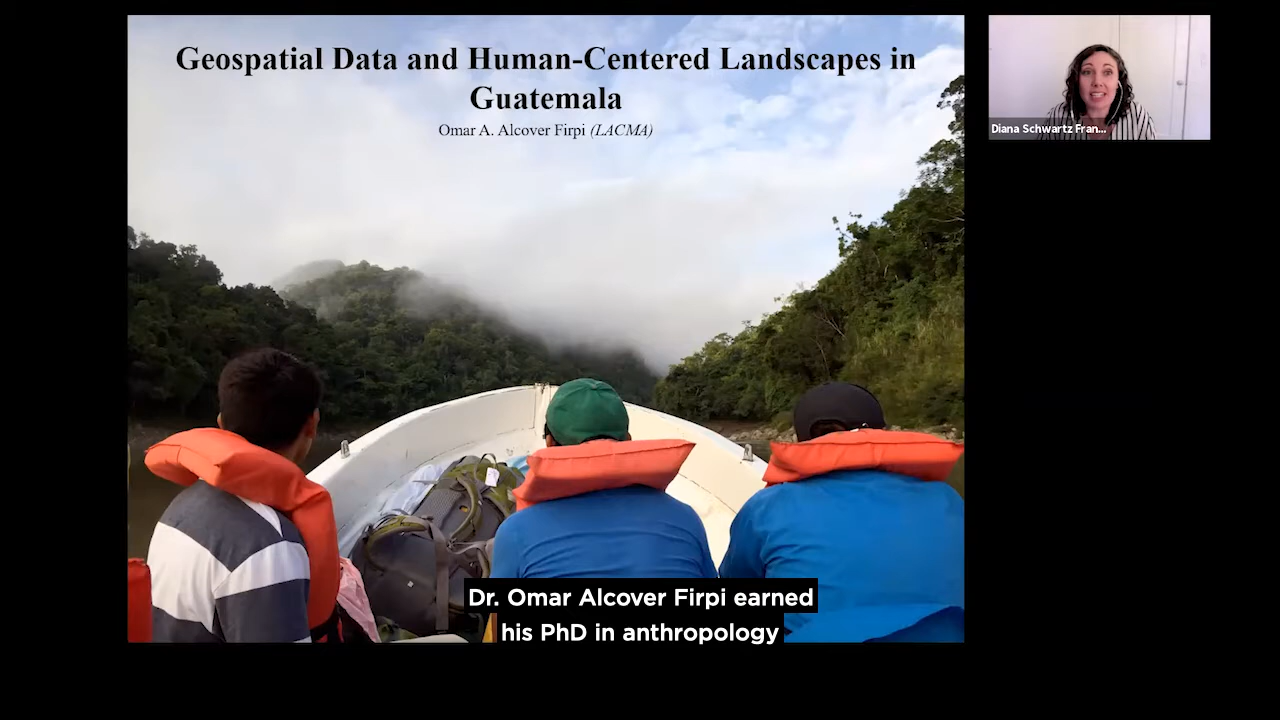 Geospatial Data and Human-Centered Landscapes in
Guatemala
Omar A. Alcover Firpi (LACMA)
Diana Schwartz Fran...
Dr. Omar Alcover Firpi earned
his PhD in anthropology